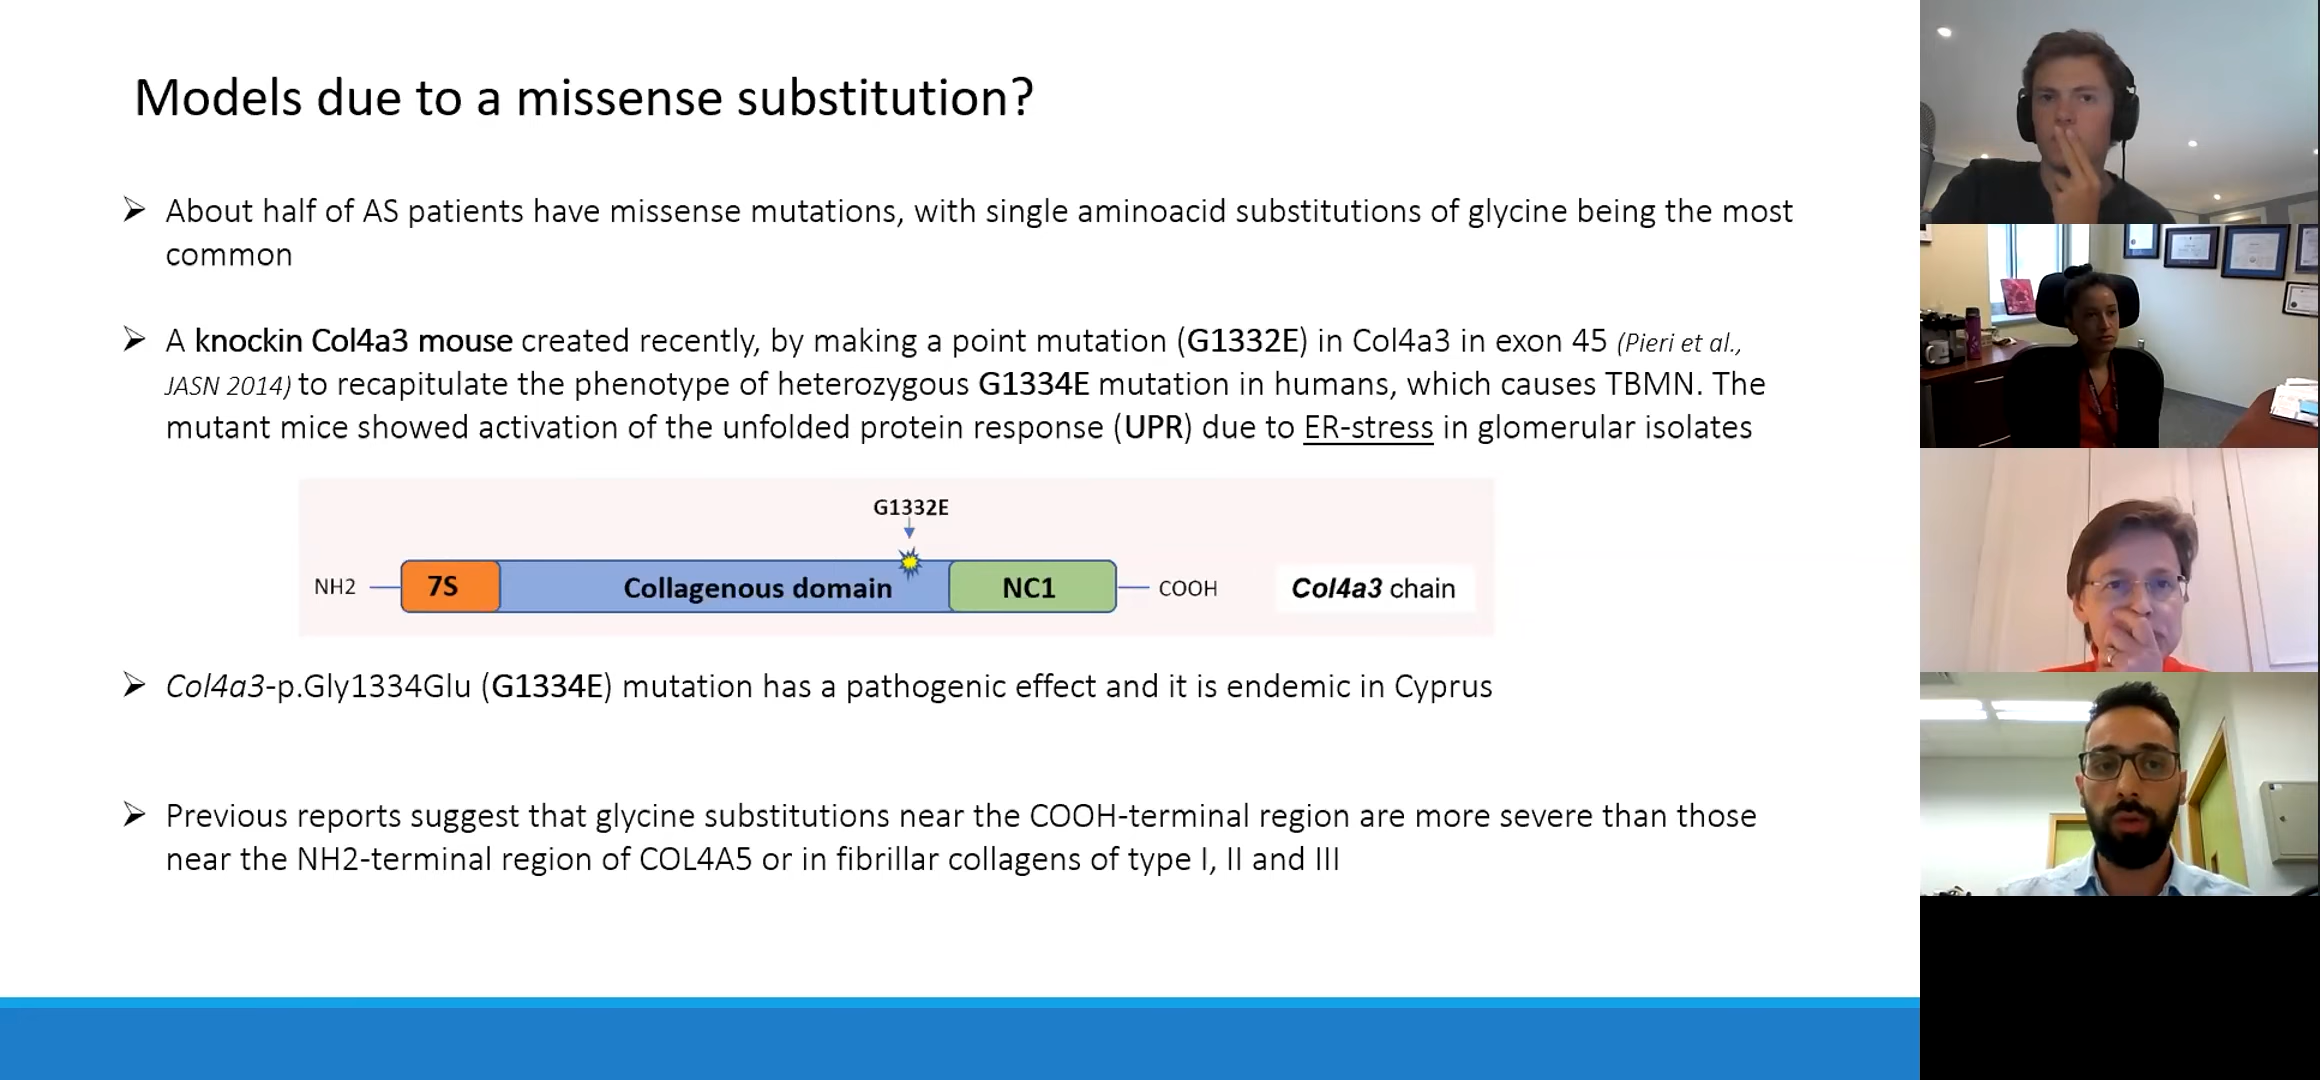 Models due to a missense substitution?
➢ About half of AS patients have missense mutations, with single aminoacid substitutions of glycine being the most
common
➢ A knockin Col4a3 mouse created recently, by making a point mutation (G1332E) in Col4a3 in exon 45 (Pieri et al.,
JASN 2014) to recapitulate the phenotype of heterozygous G1334E mutation in humans, which causes TBMN. The
mutant mice showed activation of the unfolded protein response (UPR) due to ER-stress in glomerular isolates
G1332E
NH2 7S Collagenous domain NC1 COOH Col4a3 chain
➢ Col4a3-p.Gly1334Glu (G1334E) mutation has a pathogenic effect and it is endemic in Cyprus
➢ Previous reports suggest that glycine substitutions near the COOH-terminal region are more severe than those
near the NH2-terminal region of COL4A5 or in fibrillar collagens of type I, II and III